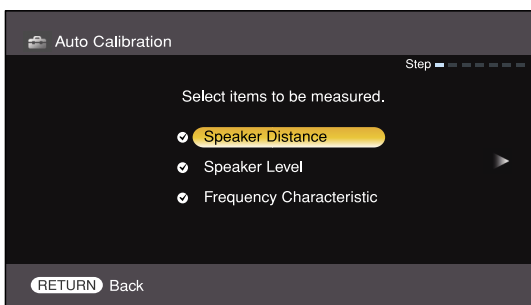 Auto Calibration
Step
Select items to be measured.
Speaker Distance
Speaker Level
Frequency Characteristic
RETURN Back